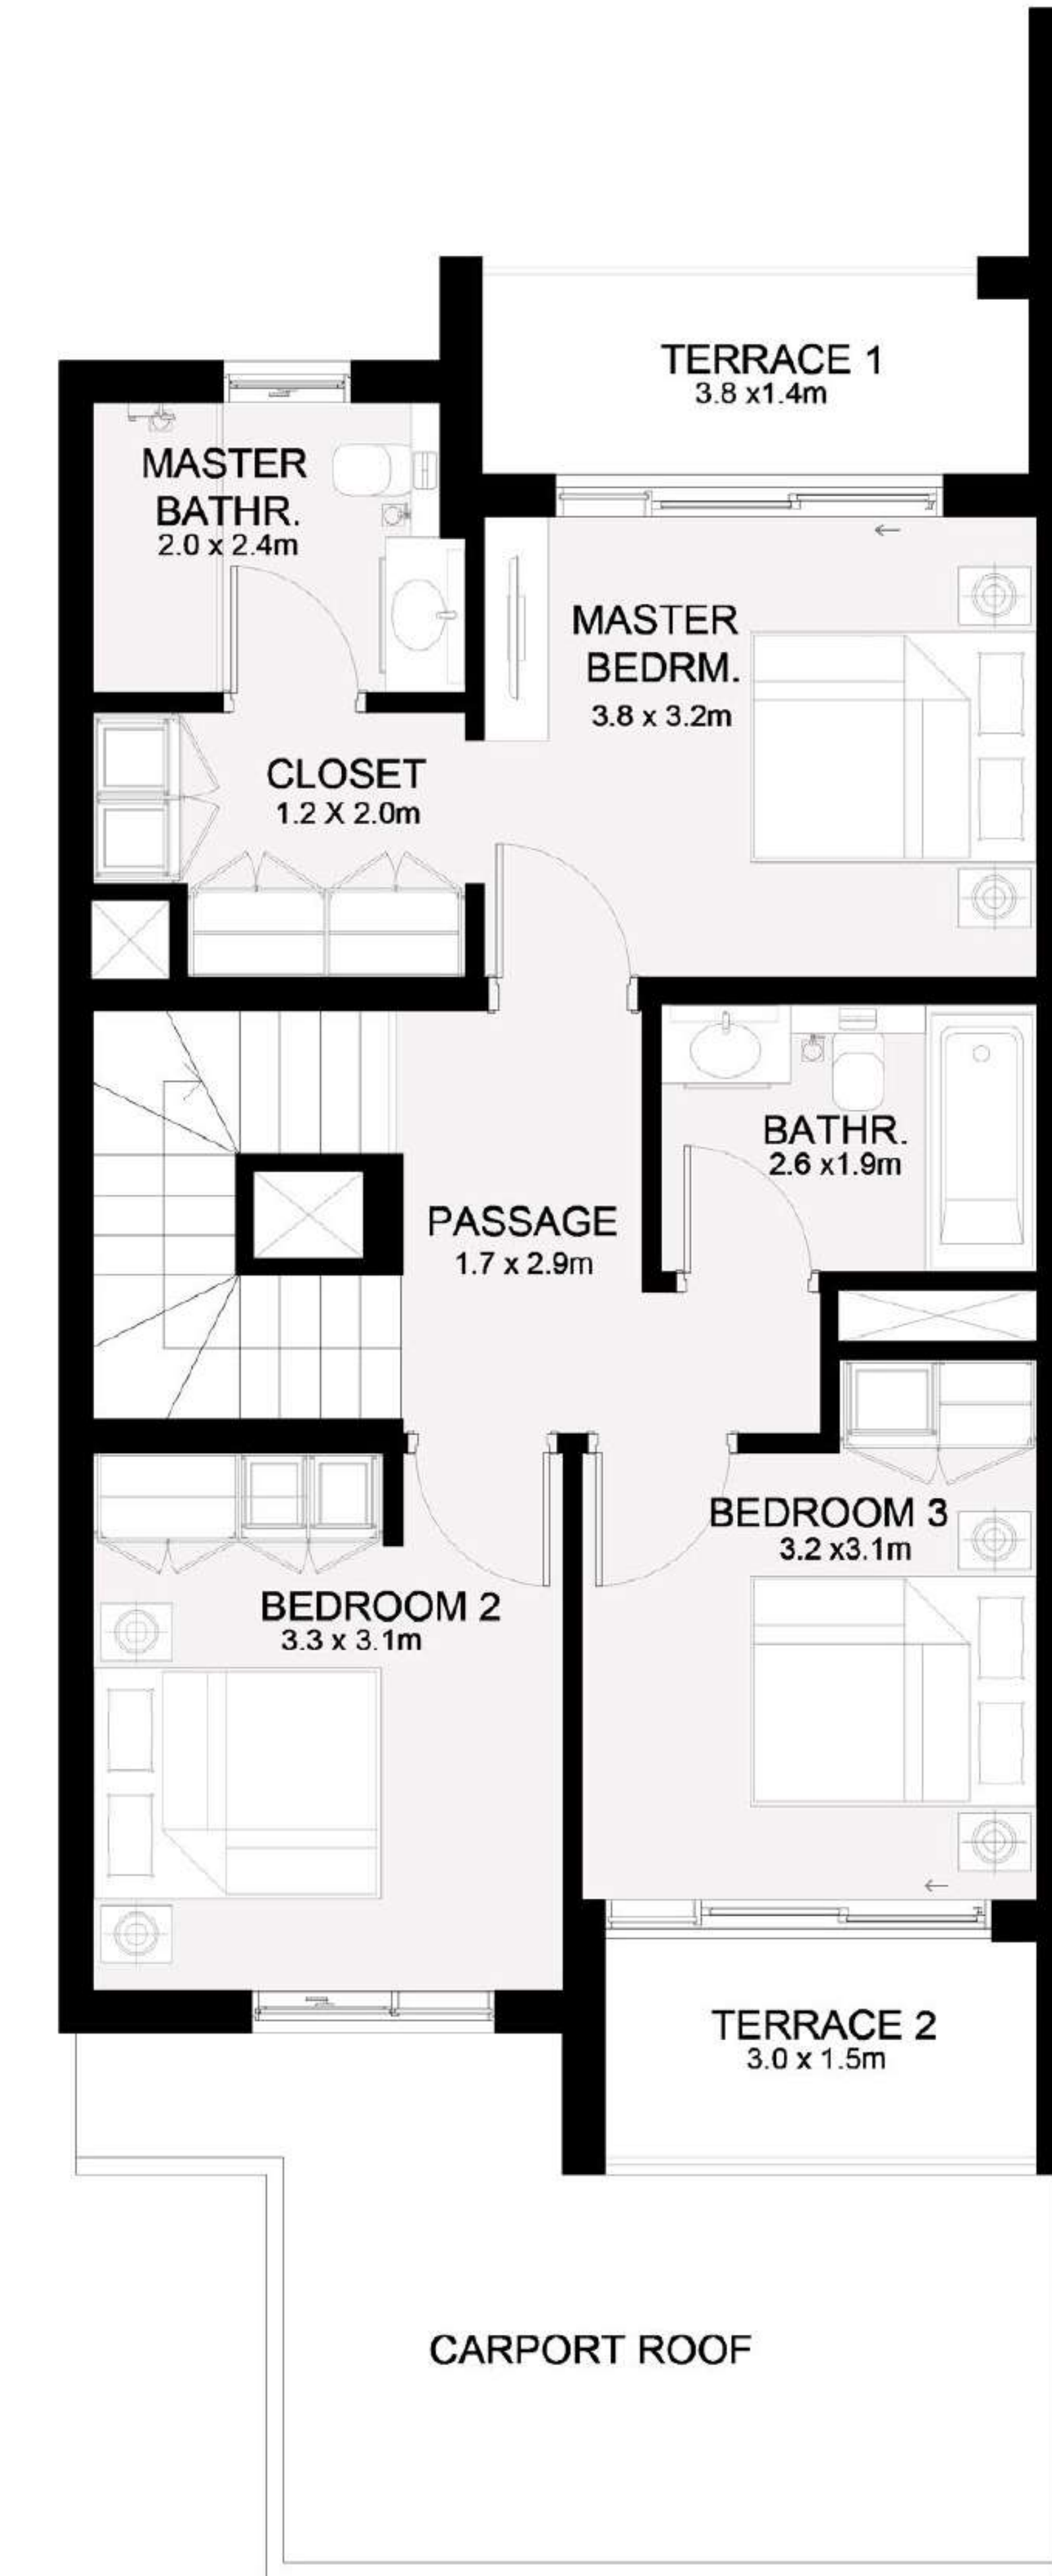 TERRACE 1
3.8 x1.4m
MASTER
BATHR.
2.0 x 2.4m
MASTER
BEDRM.
3.8 x 3.2m
CLOSET
1.2 X 2.0m
BATHR.
2.6 x1.9m
PASSAGE
1.7 x 2.9m
BEDROOM 3
3.2 x3.1m
BEDROOM 2
3.3 x 3.1m
TERRACE 2
3.0 x 1.5m
CARPORT ROOF